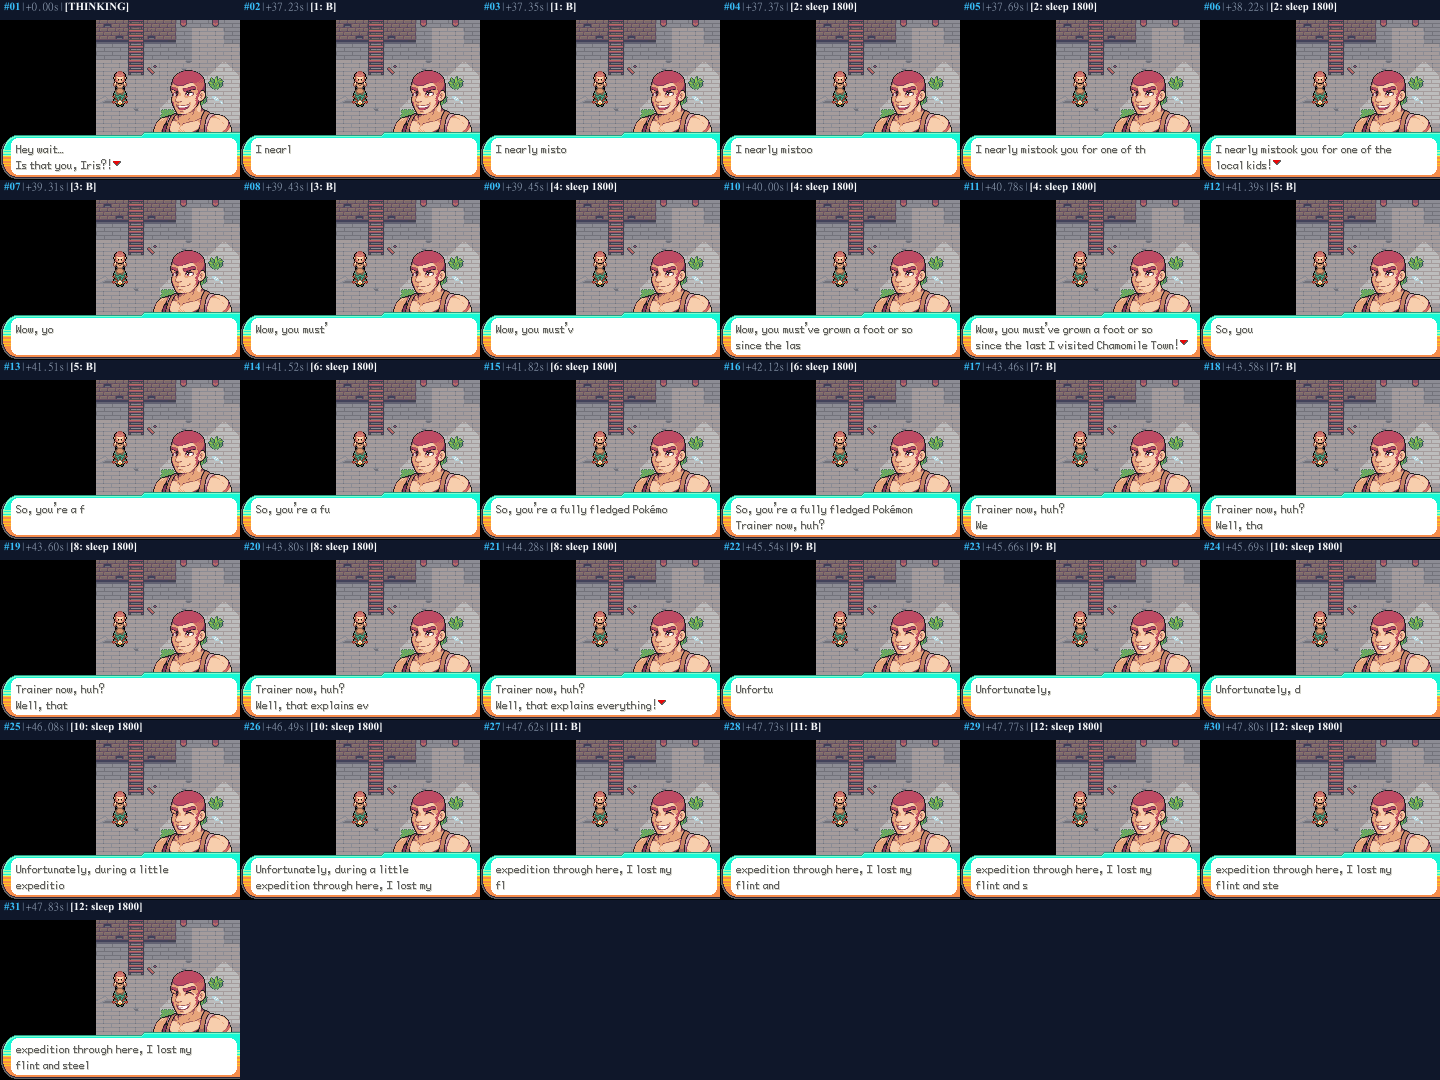 #01 | +0.00s | [THINKING]
Hey wait...
Is that you, Iris?!
#02 | +37.23s | [1: B]
I nearl
#03 | +37.35s | [1: B]
I nearly misto
#04 | +37.37s | [2: sleep 1800]
I nearly mistoo
#05 | +37.69s | [2: sleep 1800]
I nearly mistook you for one of th
#06 | +38.22s | [2: sleep 1800]
I nearly mistook you for one of the
local kids!
#07 | +39.31s | [3: B]
Wow, yo
#08 | +39.43s | [3: B]
Wow, you must'
#09 | +39.45s | [4: sleep 1800]
Wow, you must'v
#10 | +40.00s | [4: sleep 1800]
Wow, you must've grown a foot or so
since the las
#11 | +40.78s | [4: sleep 1800]
Wow, you must've grown a foot or so
since the last I visited Chamomile Town!
#12 | +41.39s | [5: B]
So, you
#13 | +41.51s | [5: B]
So, you're a f
#14 | +41.52s | [6: sleep 1800]
So, you're a fu
#15 | +41.82s | [6: sleep 1800]
So, you're a fully fledged Pokémo
#16 | +42.12s | [6: sleep 1800]
So, you're a fully fledged Pokémon
Trainer now, huh?
#17 | +43.46s | [7: B]
Trainer now, huh?
We
#18 | +43.58s | [7: B]
Trainer now, huh?
Well, tha
#19 | +43.60s | [8: sleep 1800]
Trainer now, huh?
Well, that
#20 | +43.80s | [8: sleep 1800]
Trainer now, huh?
Well, that explains ev
#21 | +44.28s | [8: sleep 1800]
Trainer now, huh?
Well, that explains everything!
#22 | +45.54s | [9: B]
Unfortu
#23 | +45.66s | [9: B]
Unfortunately,
#24 | +45.69s | [10: sleep 1800]
Unfortunately, d
#25 | +46.08s | [10: sleep 1800]
Unfortunately, during a little
expeditio
#26 | +46.49s | [10: sleep 1800]
Unfortunately, during a little
expedition through here, I lost my
#27 | +47.62s | [11: B]
expedition through here, I lost my
fl
#28 | +47.73s | [11: B]
expedition through here, I lost my
flint and
#29 | +47.77s | [12: sleep 1800]
expedition through here, I lost my
flint and s
#30 | +47.80s | [12: sleep 1800]
expedition through here, I lost my
flint and ste
#31 | +47.83s | [12: sleep 1800]
expedition through here, I lost my
flint and steel